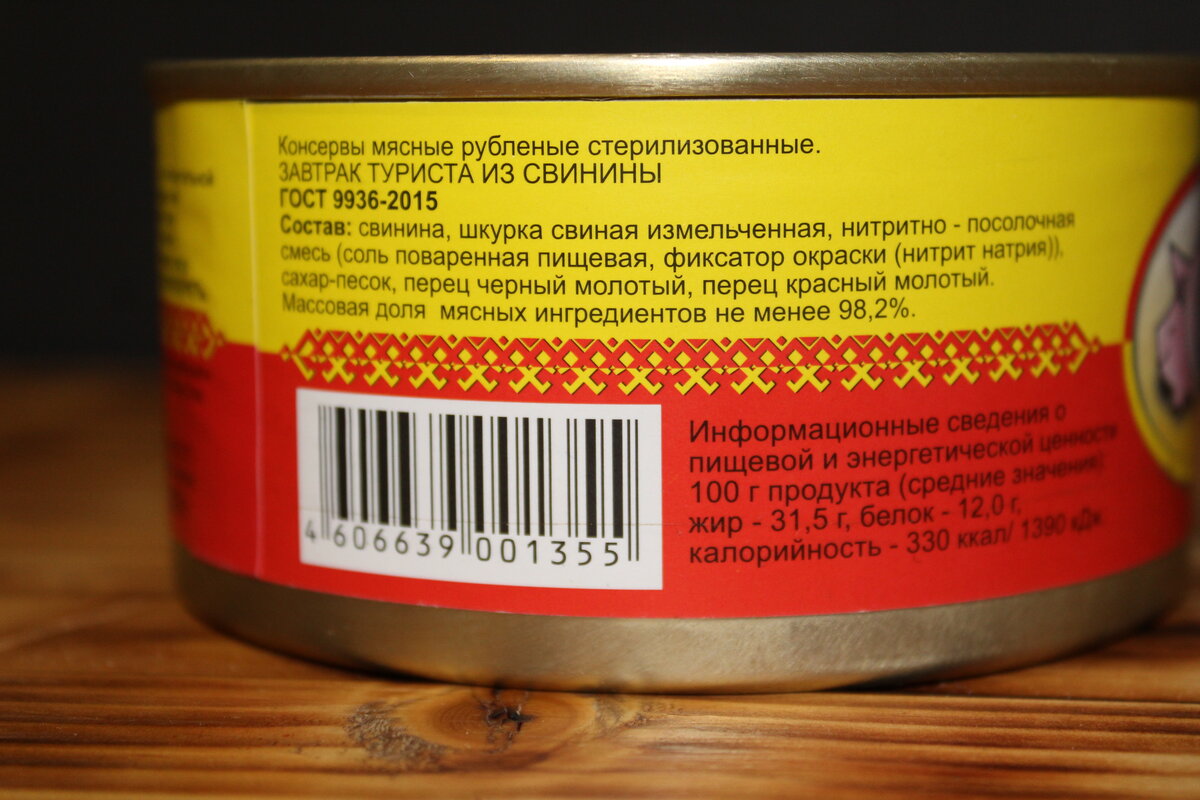 Консервы мясные рубленые стерилизованные.
ЗАВТРАК ТУРИСТА ИЗ СВИНИНЫ
ГОСТ 9936-2015
Состав: свинина, шкурка свиная измельченная, нитритно - посолочная
смесь (соль поваренная пищевая, фиксатор окраски (нитрит натрия)),
сахар-песок, перец черный молотый, перец красный молотый.
Массовая доля мясных ингредиентов не менее 98,2%.
4 606639 001355
Информационные сведения о
пищевой и энергетической ценности
100 г продукта (средние значения):
жир - 31,5 г, белок - 12,0 г,
калорийность - 330 ккал/ 1390 кДж